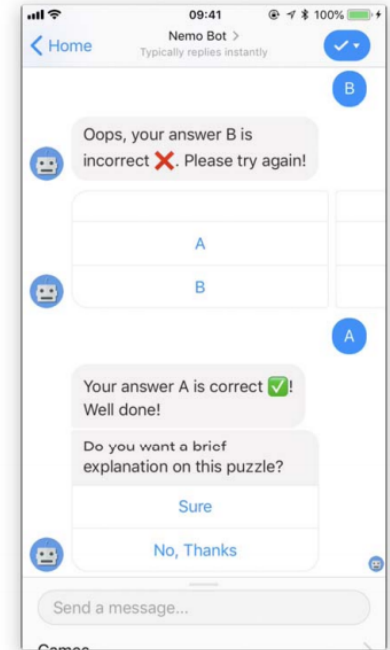 09:41
100%
Home
Nemo Bot >
Typically replies instantly
B
Oops, your answer B is
incorrect ❌. Please try again!
A
B
A
Your answer A is correct ✅!
Well done!
Do you want a brief
explanation on this puzzle?
Sure
No, Thanks
Send a message...
Games